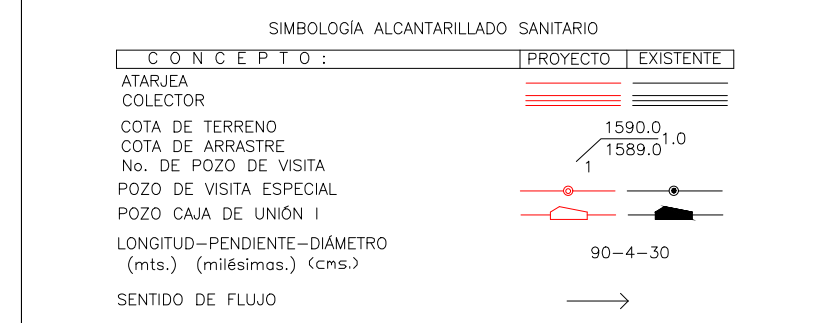 SIMBOLOGÍA ALCANTARILLADO SANITARIO
CONCEPTO: PROYECTO EXISTENTE
ATARJEA
COLECTOR
COTA DE TERRENO 1590.0
COTA DE ARRASTRE 1589.0 1.0
No. DE POZO DE VISITA 1
POZO DE VISITA ESPECIAL
POZO CAJA DE UNIÓN I
LONGITUD-PENDIENTE-DIÁMETRO
(mts.) (milésimas.) (cms.) 90-4-30
SENTIDO DE FLUJO